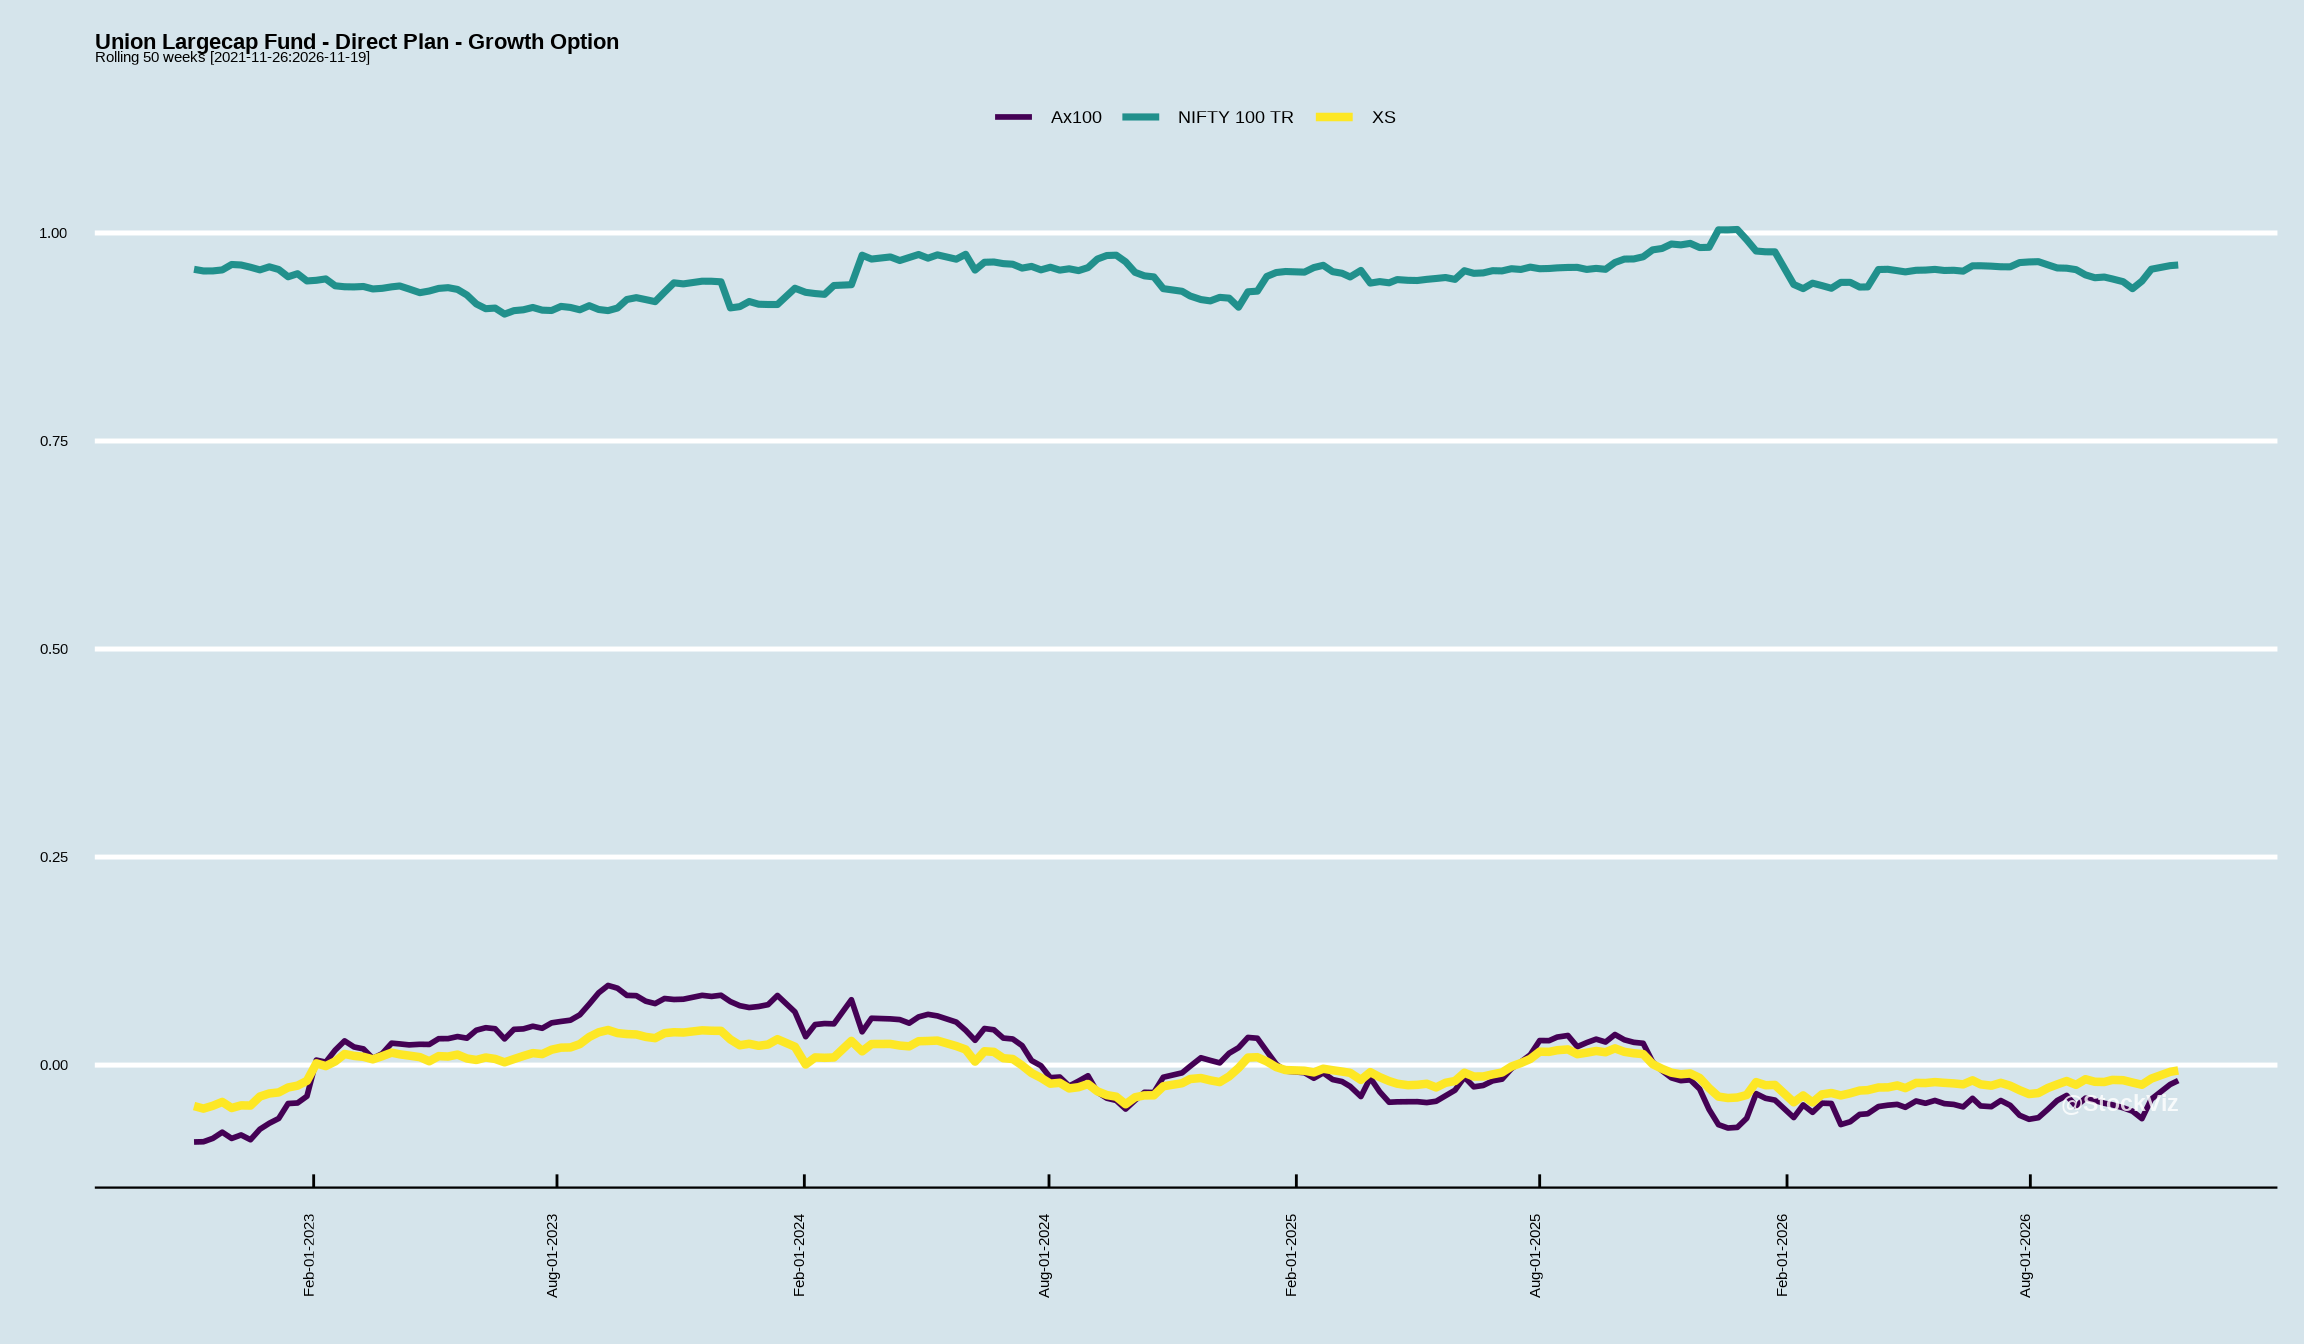 Union Largecap Fund - Direct Plan - Growth Option
Rolling 50 weeks [2021-11-26:2026-11-19]
Ax100 NIFTY 100 TR XS
1.00
0.75
0.50
0.25
0.00
@StockViz
Feb-01-2023 Aug-01-2023 Feb-01-2024 Aug-01-2024 Feb-01-2025 Aug-01-2025 Feb-01-2026 Aug-01-2026